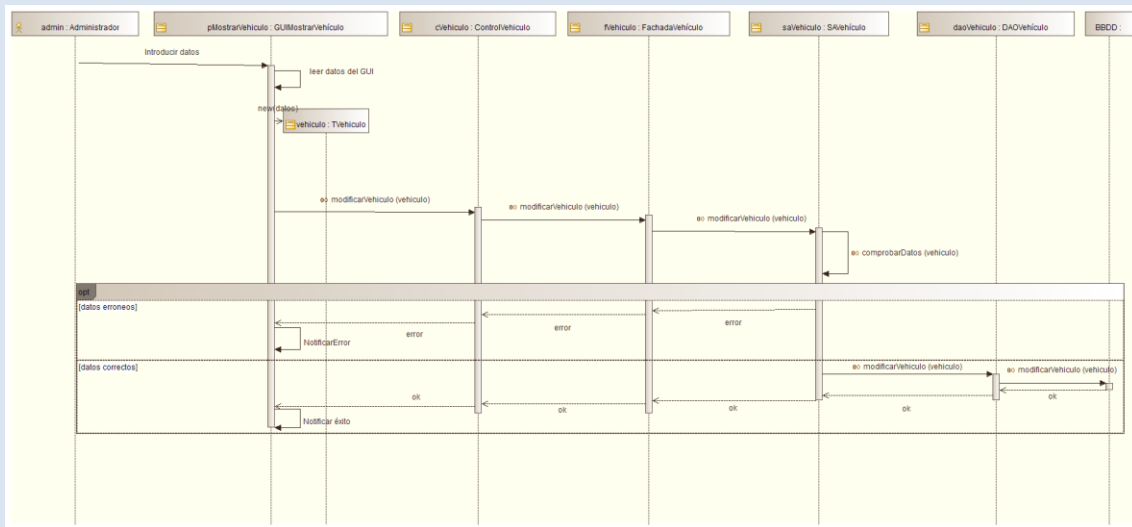 admin : Administrador
pMostrarVehiculo : GUIMostrarVehículo
cVehiculo : ControlVehiculo
fVehiculo : FachadaVehículo
saVehiculo : SAVehículo
daoVehiculo : DAOVehículo
BBDD :
Introducir datos
leer datos del GUI
new(datos)
vehiculo : TVehiculo
modificarVehiculo (vehiculo)
modificarVehiculo (vehiculo)
modificarVehiculo (vehiculo)
comprobarDatos (vehiculo)
opt
[datos erroneos]
error
error
error
NotificarError
[datos correctos]
modificarVehiculo (vehiculo)
modificarVehiculo (vehiculo)
ok
ok
ok
ok
ok
Notificar éxito